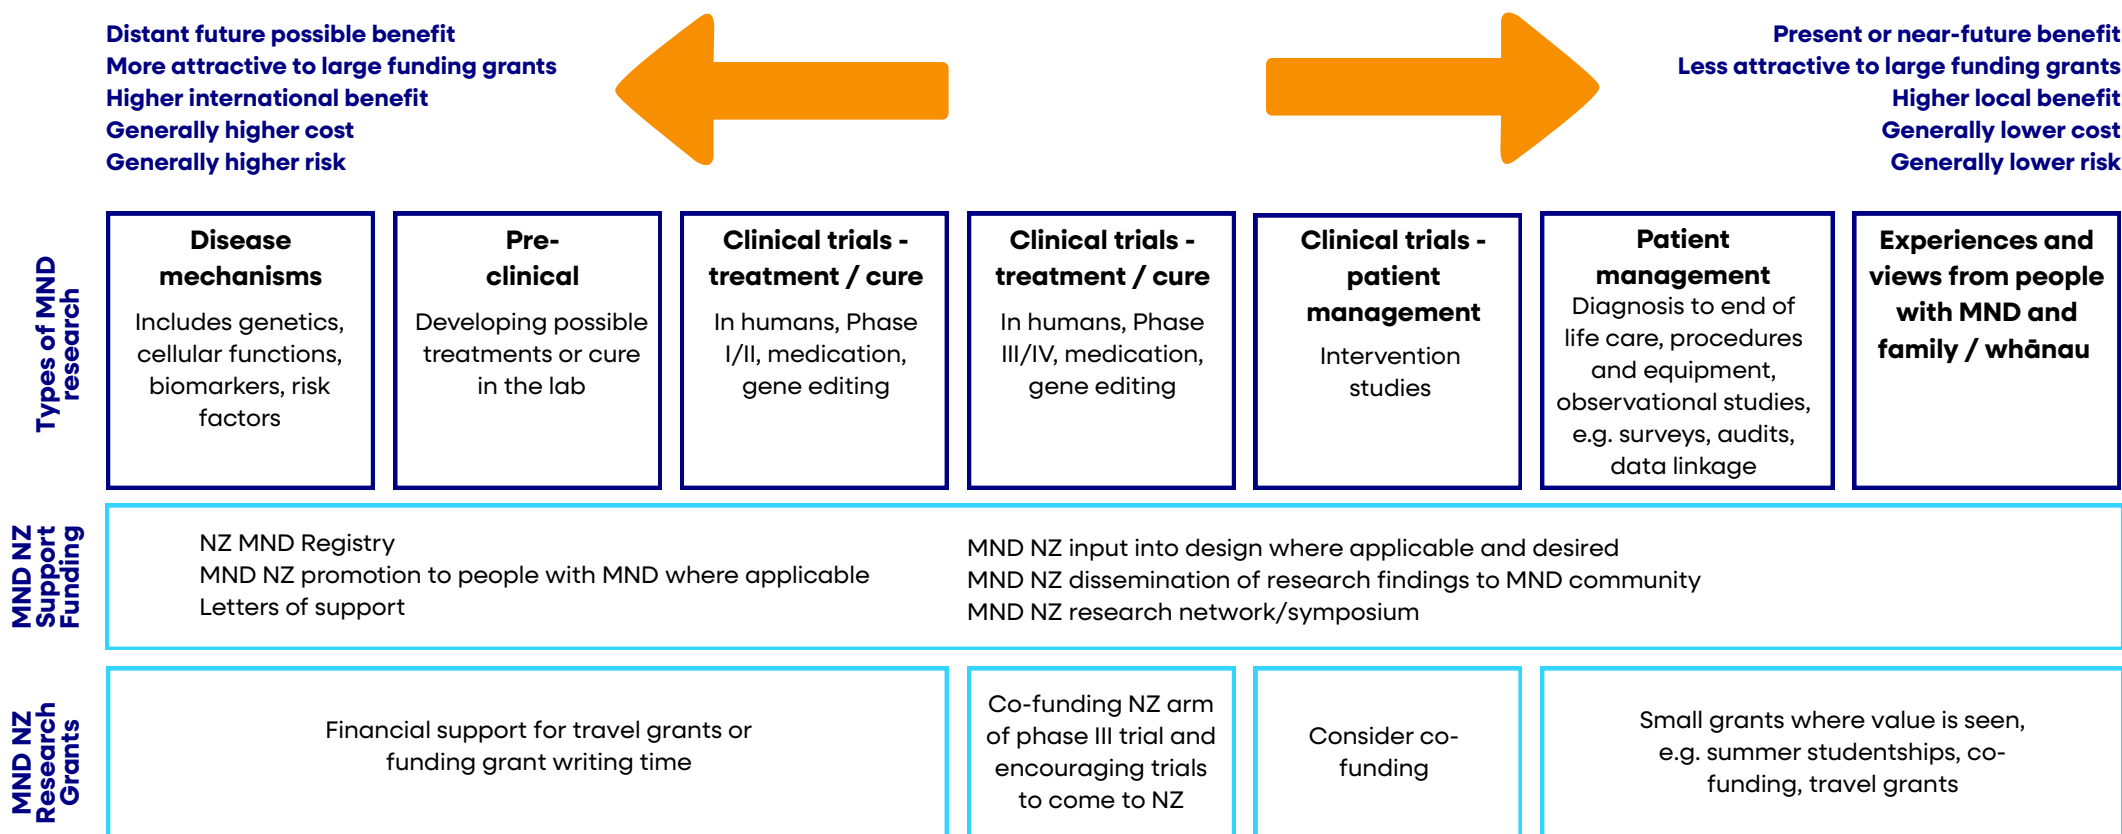 Distant future possible benefit
More attractive to large funding grants
Higher international benefit
Generally higher cost
Generally higher risk
Present or near-future benefit
Less attractive to large funding grants
Higher local benefit
Generally lower cost
Generally lower risk
Types of MND
research
Disease
mechanisms
Includes genetics,
cellular functions,
biomarkers, risk
factors
Pre-
clinical
Developing possible
treatments or cure
in the lab
Clinical trials -
treatment / cure
In humans, Phase
I/II, medication,
gene editing
Clinical trials -
treatment / cure
In humans, Phase
III/IV, medication,
gene editing
Clinical trials -
patient
management
Intervention
studies
Patient
management
Diagnosis to end of
life care, procedures
and equipment,
observational studies,
e.g. surveys, audits,
data linkage
Experiences and
views from people
with MND and
family / whānau
MND NZ
Support
Funding
NZ MND Registry
MND NZ promotion to people with MND where applicable
Letters of support
MND NZ input into design where applicable and desired
MND NZ dissemination of research findings to MND community
MND NZ research network/symposium
MND NZ
Research
Grants
Financial support for travel grants or
funding grant writing time
Co-funding NZ arm
of phase III trial and
encouraging trials
to come to NZ
Consider co-
funding
Small grants where value is seen,
e.g. summer studentships, co-
funding, travel grants